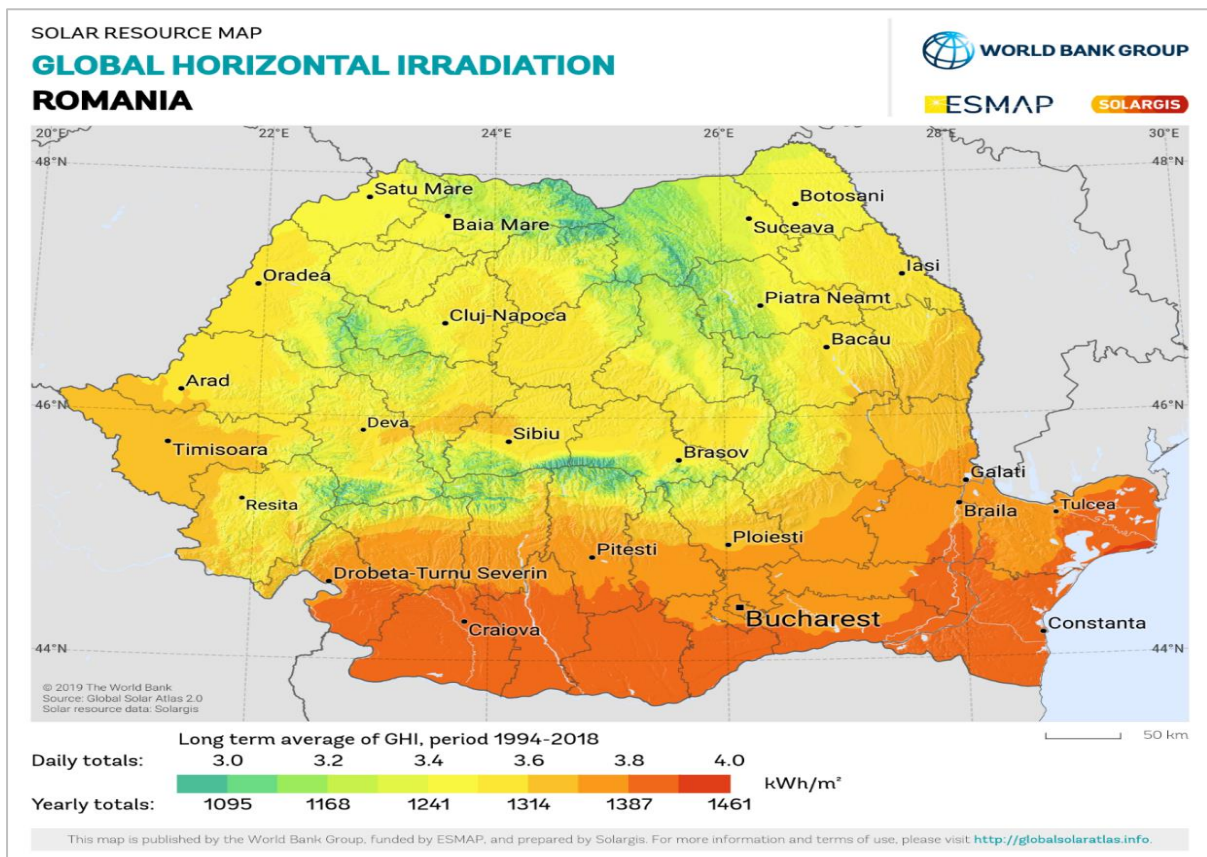 SOLAR RESOURCE MAP
GLOBAL HORIZONTAL IRRADIATION
ROMANIA
WORLD BANK GROUP
ESMAP
SOLARGIS
20°E
22°E
24°E
26°E
28°E
30°E
48°N
48°N
Satu Mare
Botosani
Baia Mare
Suceava
Oradea
Iasi
Piatra Neamt
Cluj-Napoca
Bacău
Arad
46°N
46°N
Deva
Timisoara
Sibiu
Brașov
Galati
Resita
Braila
Tulcea
Ploiesti
Pitesti
Drobeta-Turnu Severin
Bucharest
Craiova
Constanta
44°N
44°N
© 2019 The World Bank
Source: Global Solar Atlas 2.0
Solar resource data: Solargis
50 km
Long term average of GHI, period 1994-2018
Daily totals: 3.0 3.2 3.4 3.6 3.8 4.0
kWh/m²
Yearly totals: 1095 1168 1241 1314 1387 1461
This map is published by the World Bank Group, funded by ESMAP, and prepared by Solargis. For more information and terms of use, please visit http://globalsolaratlas.info.